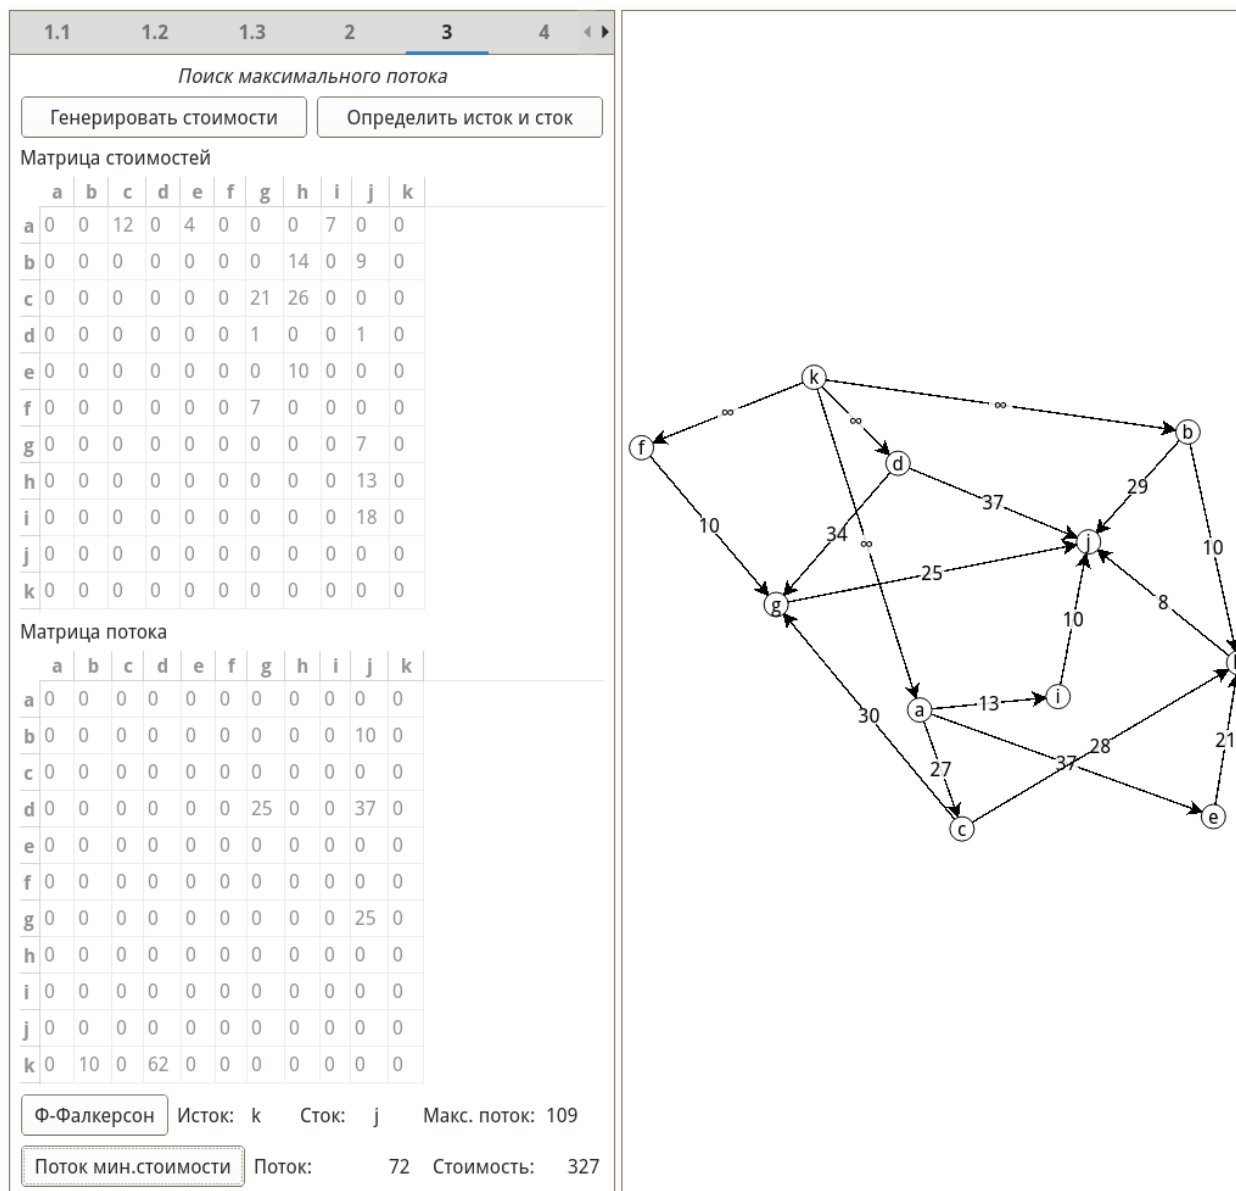 1.1 1.2 1.3 2 3 4
Поиск максимального потока
Генерировать стоимости Определить исток и сток
Матрица стоимостей
a b c d e f g h i j k
a 0 0 12 0 4 0 0 0 7 0 0
b 0 0 0 0 0 0 0 14 0 9 0
c 0 0 0 0 0 0 21 26 0 0 0
d 0 0 0 0 0 0 1 0 0 1 0
e 0 0 0 0 0 0 0 10 0 0 0
f 0 0 0 0 0 0 7 0 0 0 0
g 0 0 0 0 0 0 0 0 0 7 0
h 0 0 0 0 0 0 0 0 0 13 0
i 0 0 0 0 0 0 0 0 0 18 0
j 0 0 0 0 0 0 0 0 0 0 0
k 0 0 0 0 0 0 0 0 0 0 0
Матрица потока
a b c d e f g h i j k
a 0 0 0 0 0 0 0 0 0 0 0
b 0 0 0 0 0 0 0 0 0 10 0
c 0 0 0 0 0 0 0 0 0 0 0
d 0 0 0 0 0 0 25 0 0 37 0
e 0 0 0 0 0 0 0 0 0 0 0
f 0 0 0 0 0 0 0 0 0 0 0
g 0 0 0 0 0 0 0 0 0 25 0
h 0 0 0 0 0 0 0 0 0 0 0
i 0 0 0 0 0 0 0 0 0 0 0
j 0 0 0 0 0 0 0 0 0 0 0
k 0 10 0 62 0 0 0 0 0 0 0
Ф-Фалкерсон Исток: k Сток: j Макс. поток: 109
Поток мин.стоимости Поток: 72 Стоимость: 327
k
∞ ∞ ∞
f d b
37 29
10 34 ∞ j 10
25
g 8
10
a 13 i
30 28 21
27 37
c e